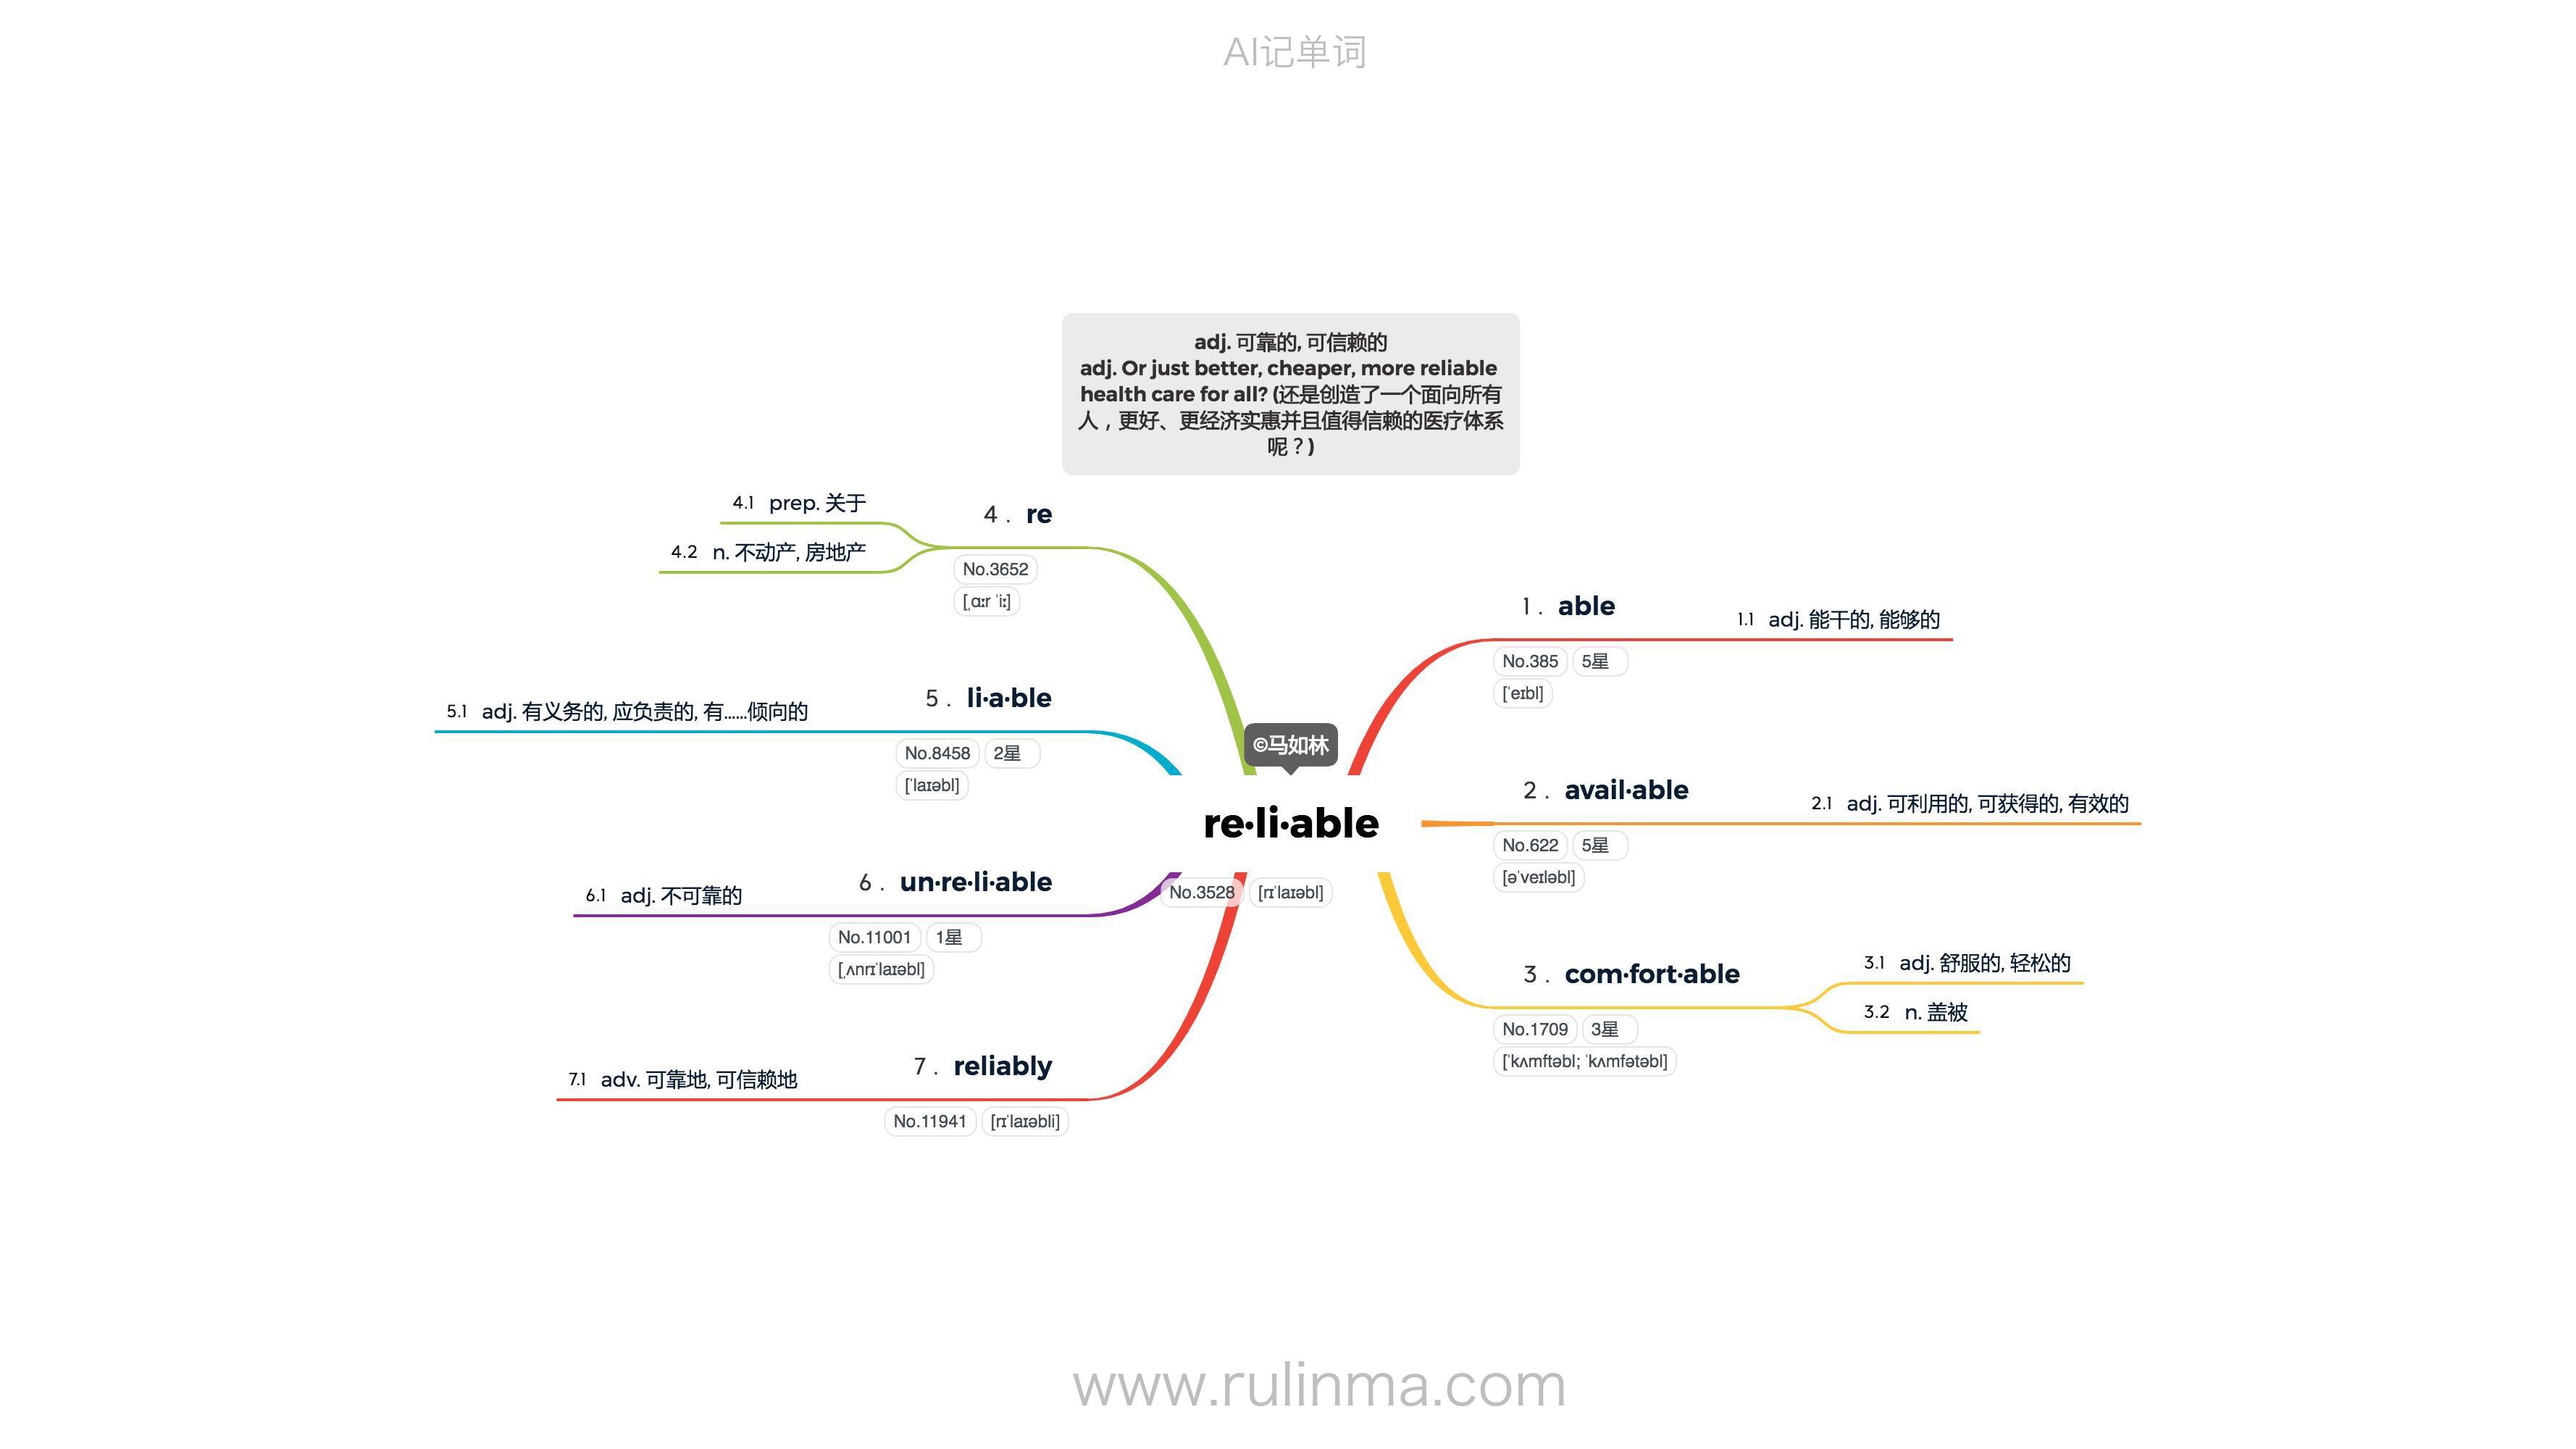 AI记单词
adj. 可靠的, 可信赖的
adj. Or just better, cheaper, more reliable
health care for all? (还是创造了一个面向所有
人，更好、更经济实惠并且值得信赖的医疗体系
呢？)
©马如林
re·li·able
No.3528 [rɪˈlaɪəbl]
1. able
No.385 5星
[ˈeɪbl]
1.1 adj. 能干的, 能够的
2. avail·able
No.622 5星
[əˈveɪləbl]
2.1 adj. 可利用的, 可获得的, 有效的
3. com·fort·able
No.1709 3星
[ˈkʌmftəbl; ˈkʌmfətəbl]
3.1 adj. 舒服的, 轻松的
3.2 n. 盖被
4. re
No.3652
[ˌɑːr ˈiː]
4.1 prep. 关于
4.2 n. 不动产, 房地产
5. li·a·ble
No.8458 2星
[ˈlaɪəbl]
5.1 adj. 有义务的, 应负责的, 有……倾向的
6. un·re·li·able
No.11001 1星
[ˌʌnrɪˈlaɪəbl]
6.1 adj. 不可靠的
7. reliably
No.11941 [rɪˈlaɪəbli]
7.1 adv. 可靠地, 可信赖地
www.rulinma.com